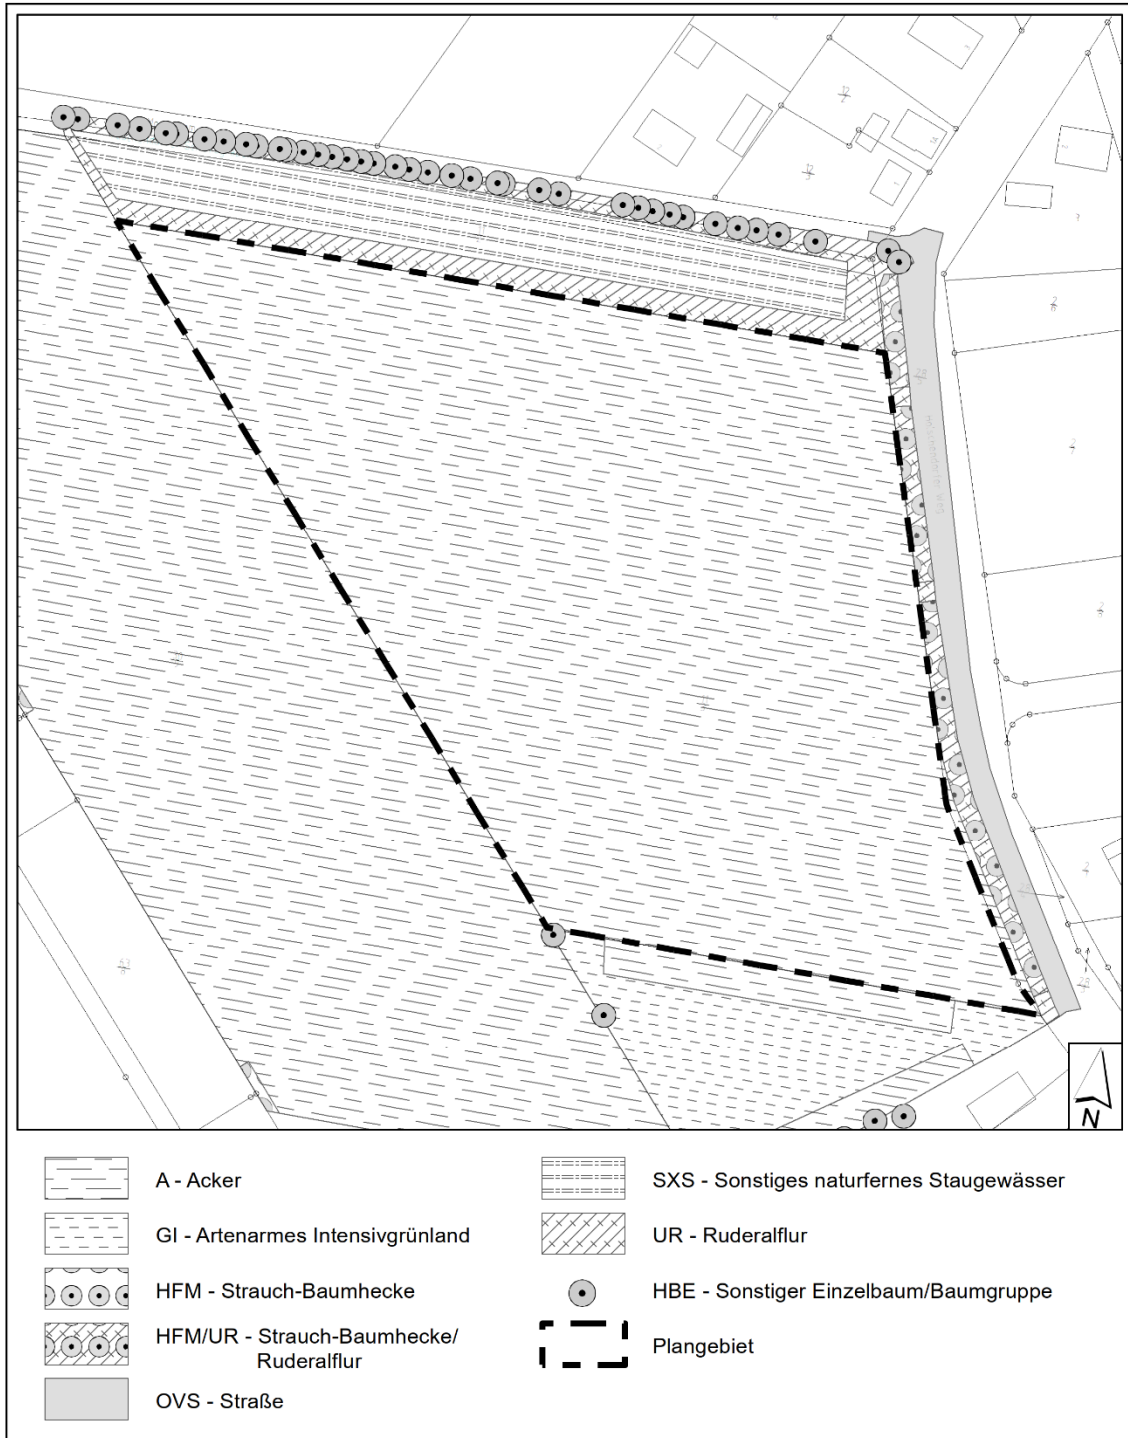 N
A - Acker
GI - Artenarmes Intensivgrünland
HFM - Strauch-Baumhecke
HFM/UR - Strauch-Baumhecke/
Ruderalflur
OVS - Straße
SXS - Sonstiges naturfernes Staugewässer
UR - Ruderalflur
HBE - Sonstiger Einzelbaum/Baumgruppe
Plangebiet